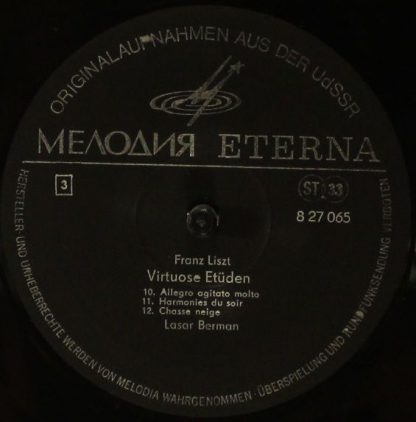 ORIGINALAUFNAHMEN AUS DER UdSSR
МЕЛОДИЯ ETERNA
3
ST 33
8 27 065
Franz Liszt
Virtuose Etüden
10. Allegro agitato molto
11. Harmonies du soir
12. Chasse neige
Lasar Berman
HERSTELLER- UND URHEBERRECHTE WERDEN VON MELODIA WAHRGENOMMEN · ÜBERSPIELUNG UND RUNDFUNKSENDUNG VERBOTEN